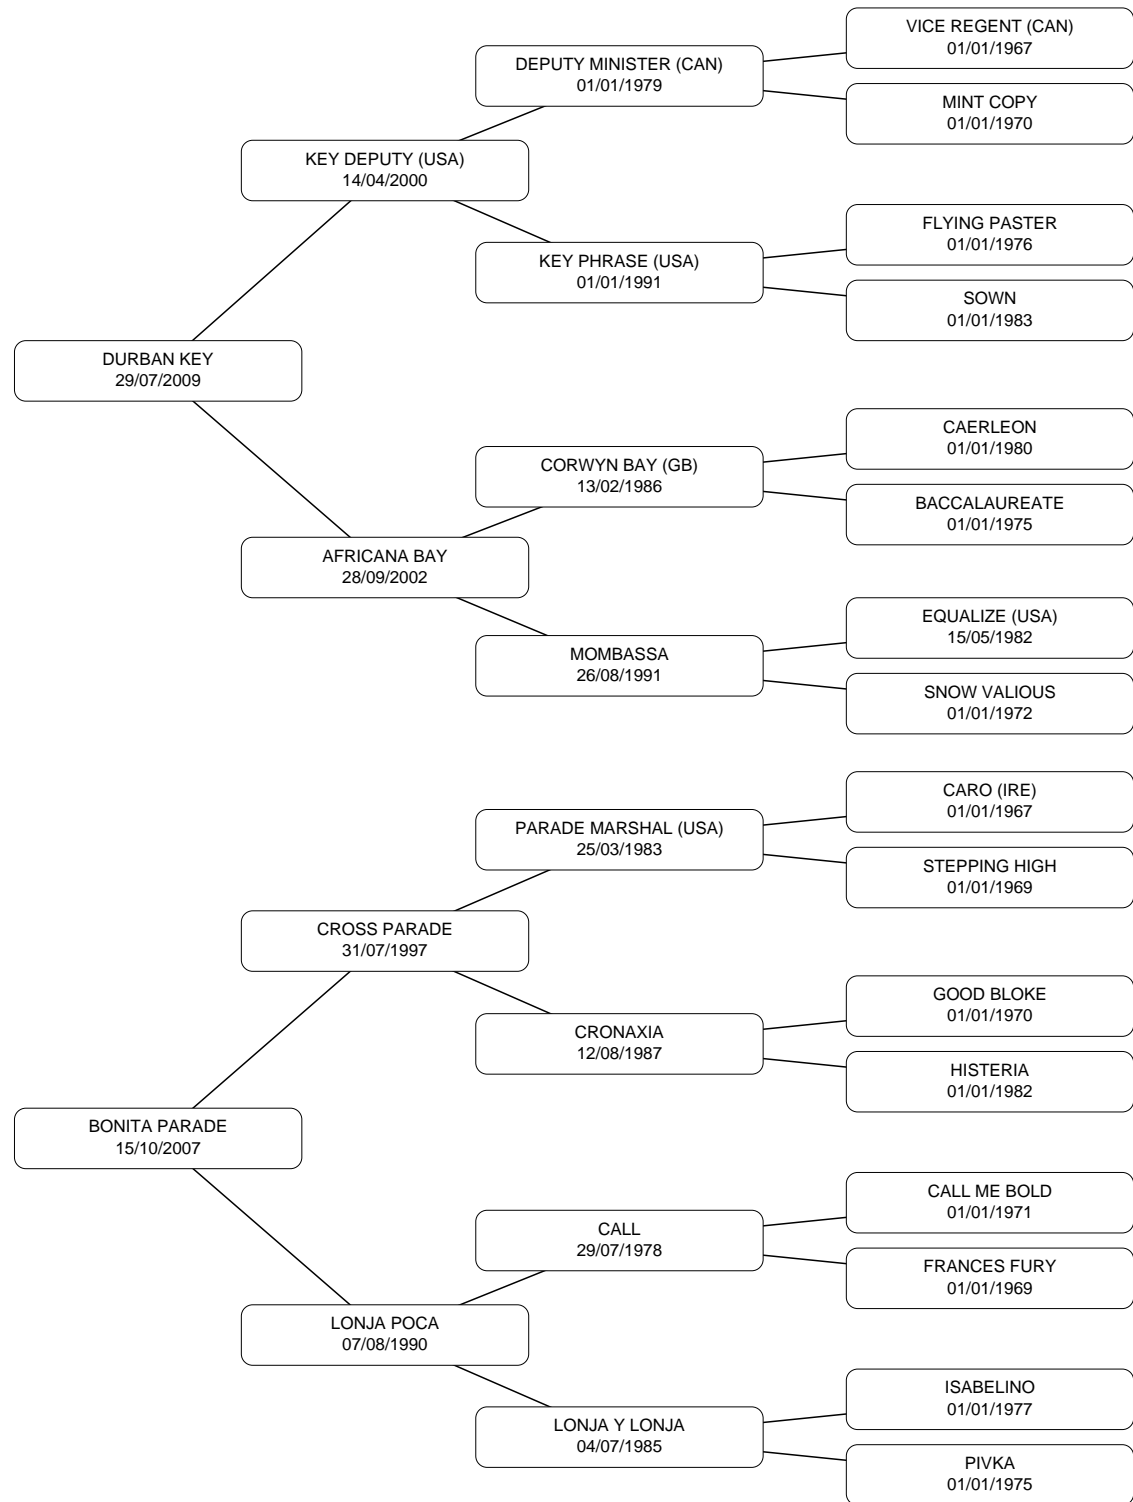 VICE REGENT (CAN)
01/01/1967
DEPUTY MINISTER (CAN)
01/01/1979
MINT COPY
01/01/1970
KEY DEPUTY (USA)
14/04/2000
FLYING PASTER
01/01/1976
KEY PHRASE (USA)
01/01/1991
SOWN
01/01/1983
DURBAN KEY
29/07/2009
CAERLEON
01/01/1980
CORWYN BAY (GB)
13/02/1986
BACCALAUREATE
01/01/1975
AFRICANA BAY
28/09/2002
EQUALIZE (USA)
15/05/1982
MOMBASSA
26/08/1991
SNOW VALIOUS
01/01/1972
CARO (IRE)
01/01/1967
PARADE MARSHAL (USA)
25/03/1983
STEPPING HIGH
01/01/1969
CROSS PARADE
31/07/1997
GOOD BLOKE
01/01/1970
CRONAXIA
12/08/1987
HISTERIA
01/01/1982
BONITA PARADE
15/10/2007
CALL ME BOLD
01/01/1971
CALL
29/07/1978
FRANCES FURY
01/01/1969
LONJA POCA
07/08/1990
ISABELINO
01/01/1977
LONJA Y LONJA
04/07/1985
PIVKA
01/01/1975